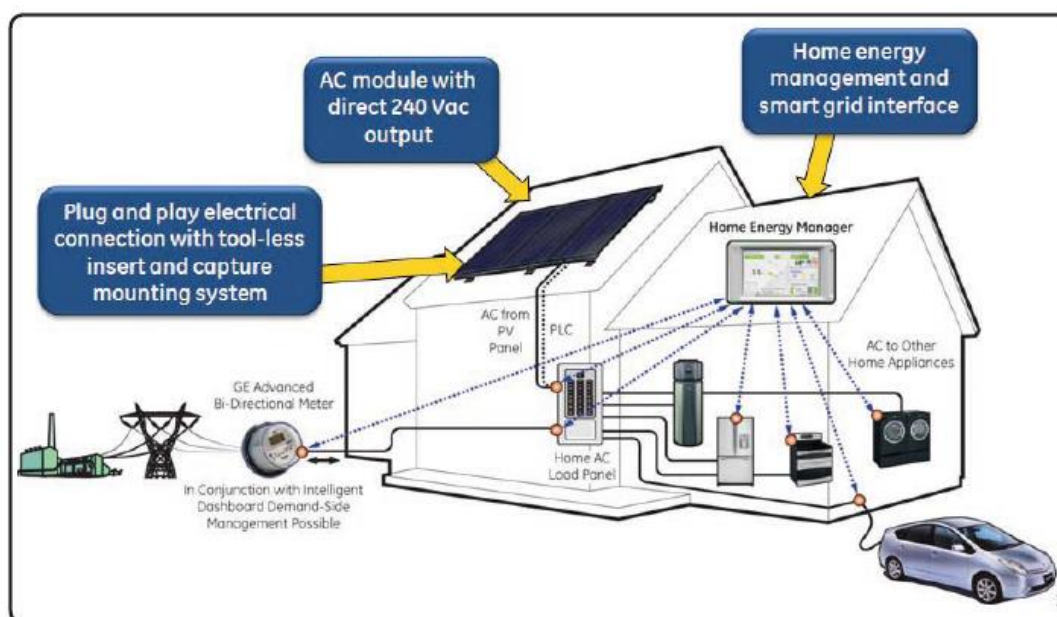 AC module with
direct 240 Vac
output
Home energy
management and
smart grid interface
Plug and play electrical
connection with tool-less
insert and capture
mounting system
Home Energy Manager
AC from
PV
Panel
PLC
AC to Other
Home Appliances
GE Advanced
Bi-Directional Meter
Home AC
Load Panel
In Conjunction with Intelligent
Dashboard Demand-Side
Management Possible